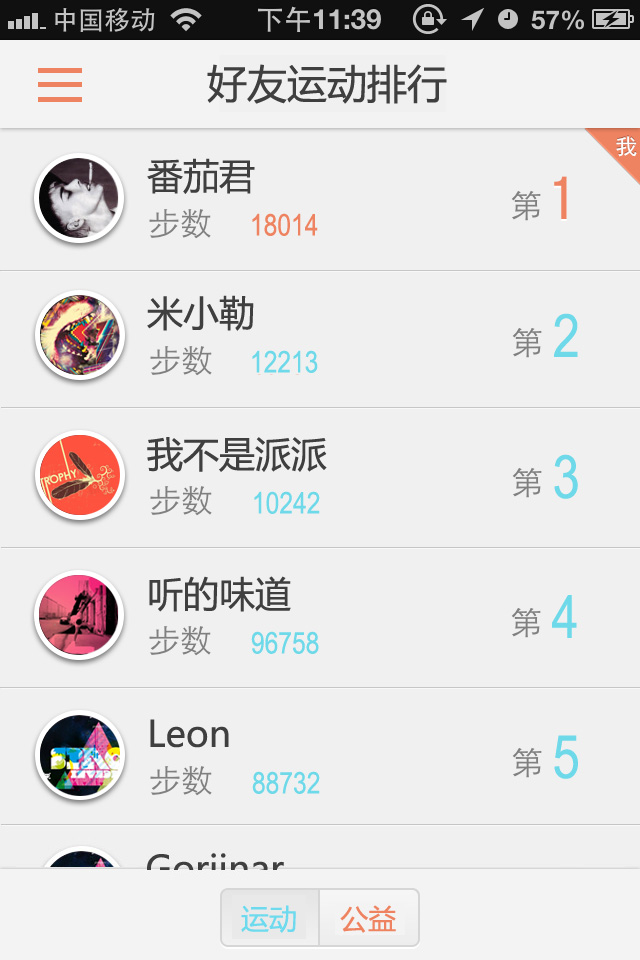 中国移动 下午11:39 57%
好友运动排行
我
番茄君
步数 18014
第 1
米小勒
步数 12213
第 2
TROPHY
我不是派派
步数 10242
第 3
听的味道
步数 96758
第 4
Leon
步数 88732
第 5
运动 公益